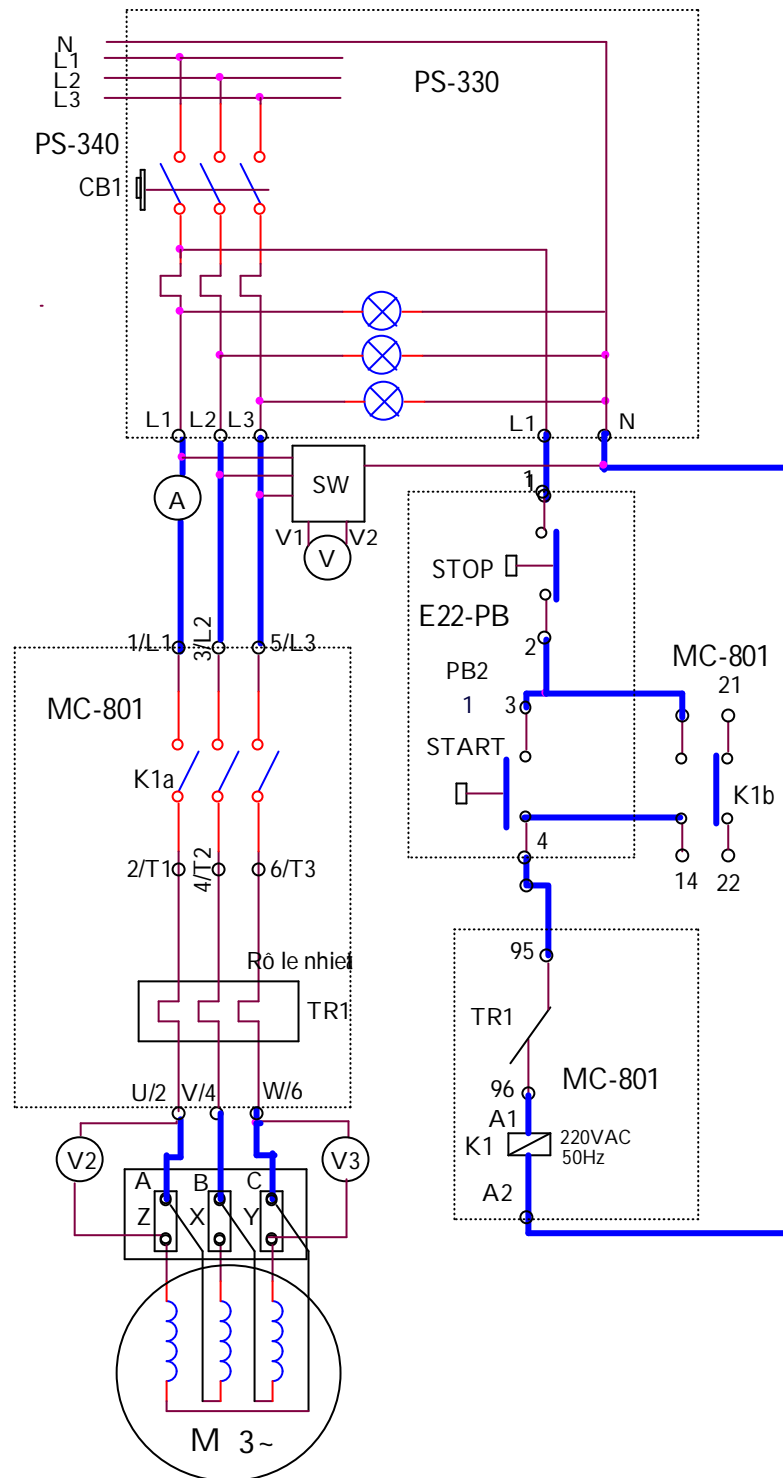 N
L1
L2
L3
PS-330
PS-340
CB1
L1
L2
L3
L1
N
A
SW
V1
V2
V
1
STOP
E22-PB
2
1/L1
3/L2
5/L3
MC-801
MC-801
PB2
1
3
21
START
K1a
K1b
4
14
22
2/T1
4/T2
6/T3
Rô le nhiệt
TR1
95
TR1
MC-801
96
A1
K1
220VAC
50Hz
A2
U/2
V/4
W/6
V2
V3
A
B
C
Z
X
Y
M 3~